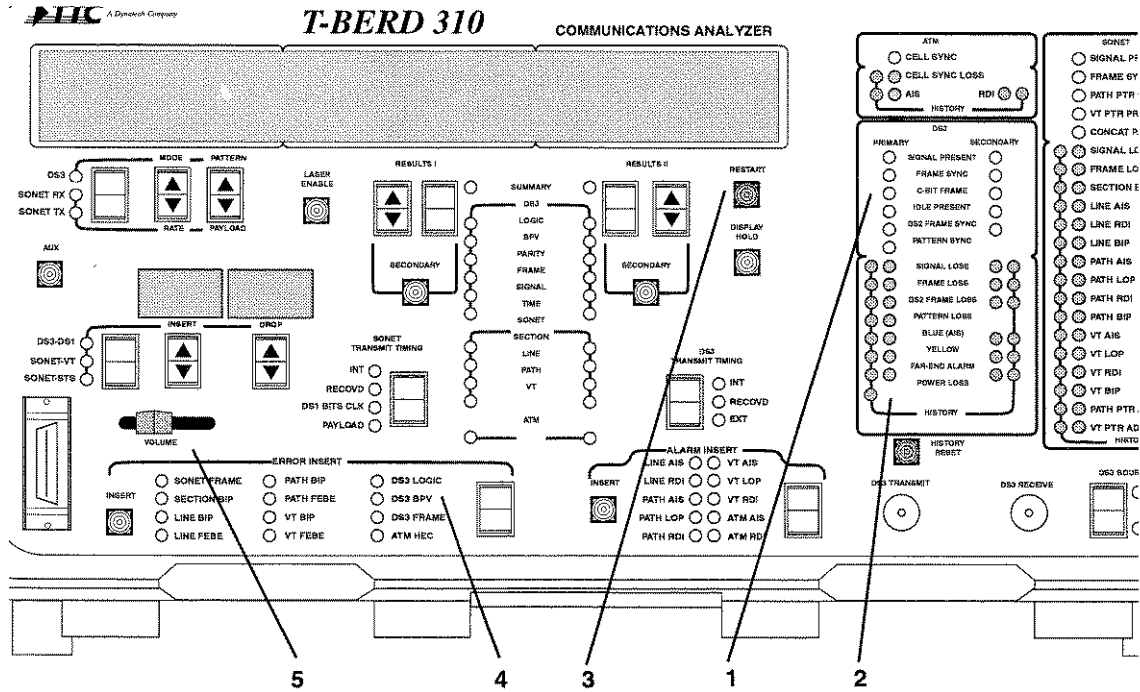 TTC A Dynatech Company
T-BERD 310
COMMUNICATIONS ANALYZER
MODE
PATTERN
DS3
SONET RX
SONET TX
RATE
PAYLOAD
LASER
ENABLE
AUX
RESULTS I
RESULTS II
SECONDARY
SECONDARY
SUMMARY
DS3
LOGIC
BPV
PARITY
FRAME
SIGNAL
TIME
SONET
SECTION
LINE
PATH
VT
ATM
RESTART
DISPLAY
HOLD
INSERT
DROP
DS3-DS1
SONET-VT
SONET-STS
VOLUME
SONET
TRANSMIT TIMING
INT
RECOVD
DS1 BITS CLK
PAYLOAD
DS3
TRANSMIT TIMING
INT
RECOVD
EXT
ERROR INSERT
INSERT
SONET FRAME
SECTION BIP
LINE BIP
LINE FEBE
PATH BIP
PATH FEBE
VT BIP
VT FEBE
DS3 LOGIC
DS3 BPV
DS3 FRAME
ATM HEC
ALARM INSERT
INSERT
LINE AIS
LINE RDI
PATH AIS
PATH LOP
PATH RDI
VT AIS
VT LOP
VT RDI
ATM AIS
ATM RDI
ATM
CELL SYNC
CELL SYNC LOSS
AIS
RDI
HISTORY
DS3
PRIMARY
SECONDARY
SIGNAL PRESENT
FRAME SYNC
C-BIT FRAME
IDLE PRESENT
DS2 FRAME SYNC
PATTERN SYNC
SIGNAL LOSS
FRAME LOSS
DS2 FRAME LOSS
PATTERN LOSS
BLUE (AIS)
YELLOW
FAR-END ALARM
POWER LOSS
HISTORY
HISTORY
RESET
DS3 TRANSMIT
DS3 RECEIVE
DS3 SOUR
SONET
SIGNAL PR
FRAME SY
PATH PTR
VT PTR PR
CONCAT P
SIGNAL LO
FRAME LO
SECTION B
LINE AIS
LINE RDI
LINE BIP
PATH AIS
PATH LOP
PATH RDI
PATH BIP
VT AIS
VT LOP
VT RDI
VT BIP
PATH PTR A
VT PTR AD
HISTO
5
4
3
1
2